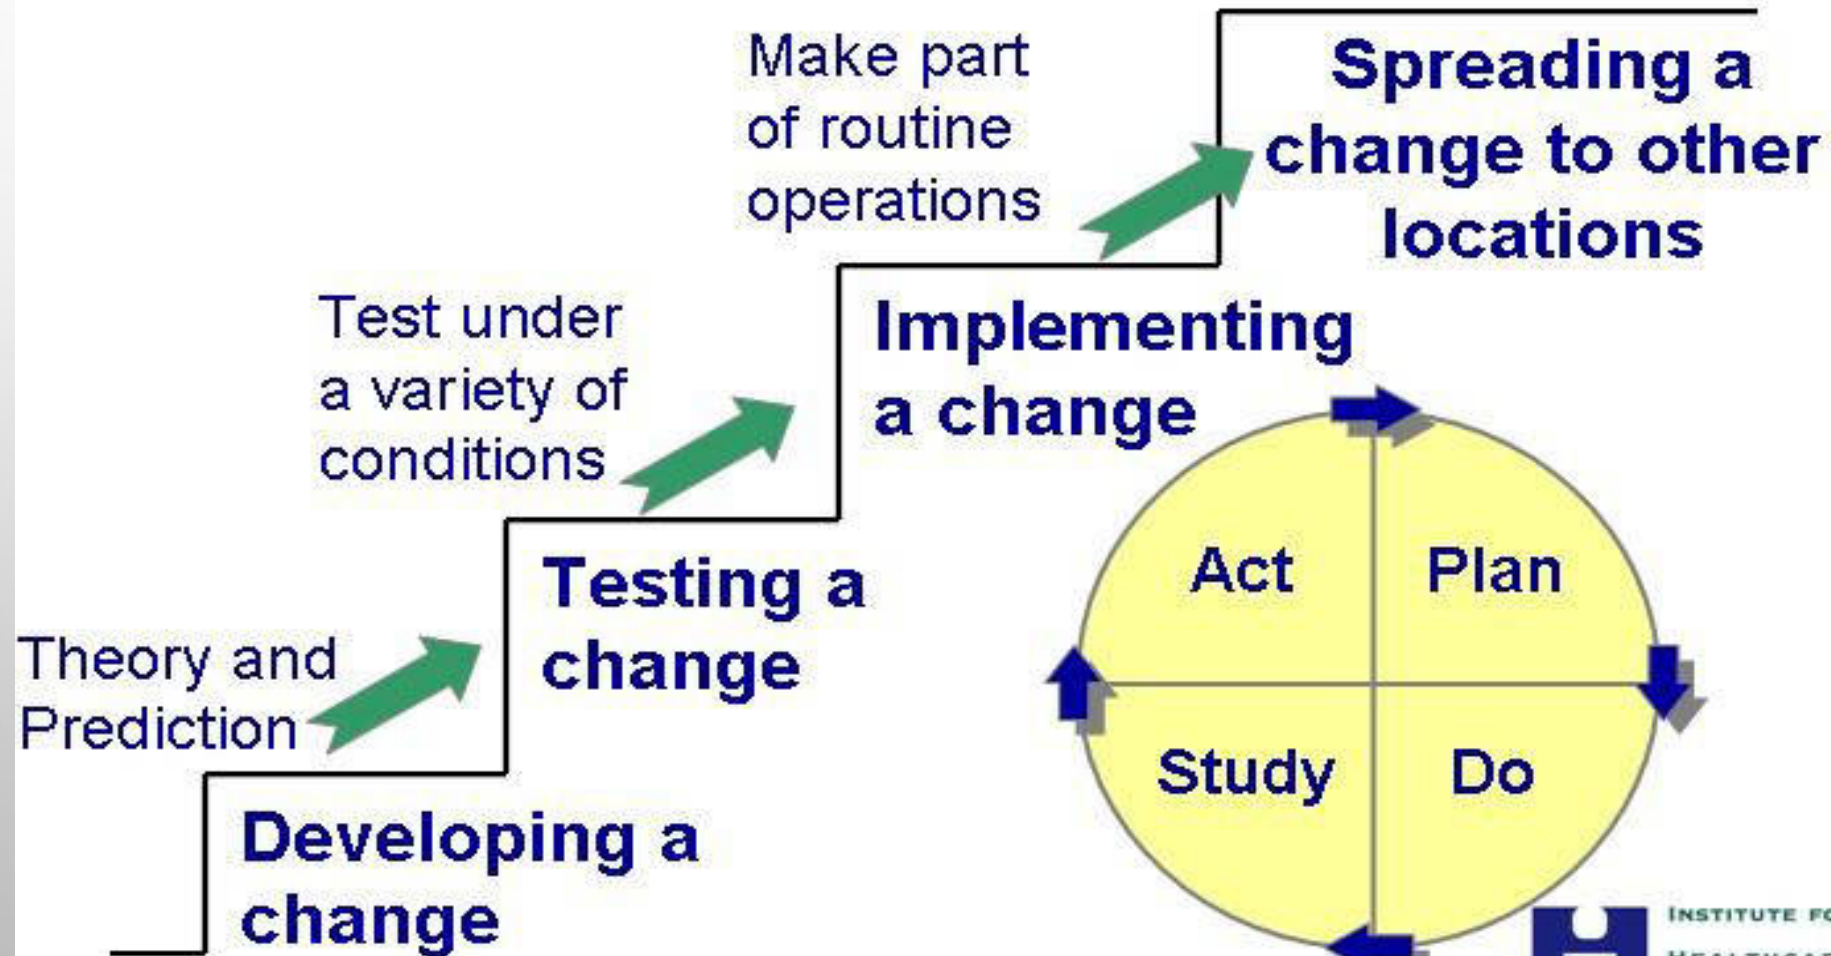 Make part
of routine
operations
Spreading a
change to other
locations
Test under
a variety of
conditions
Implementing
a change
Theory and
Prediction
Testing a
change
Developing a
change
Act
Plan
Study
Do
INSTITUTE FO